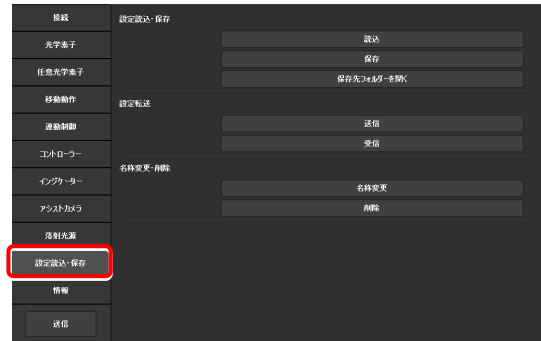 接続
光学素子
任意光学素子
移動動作
連動制御
コントローラー
インジケーター
アシストカメラ
落射光源
設定読込・保存
情報
送信
設定読込・保存
読込
保存
保存先フォルダーを開く
設定転送
送信
受信
名称変更・削除
名称変更
削除